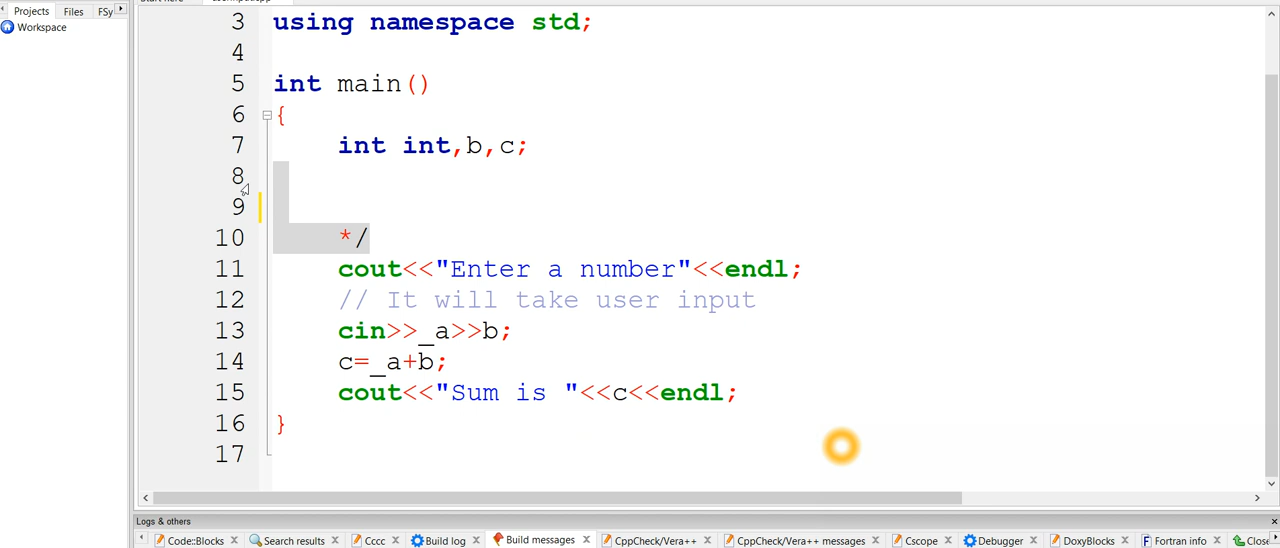 Projects Files FSy
Workspace
3 using namespace std;
4
5 int main()
6 {
7 int int,b,c;
8
9
10 */
11 cout<<"Enter a number"<<endl;
12 // It will take user input
13 cin>>_a>>b;
14 c=_a+b;
15 cout<<"Sum is "<<c<<endl;
16 }
17
Logs & others
Code::Blocks Search results Cccc Build log Build messages CppCheck/Vera++ CppCheck/Vera++ messages Cscope Debugger DoxyBlocks Fortran info Close